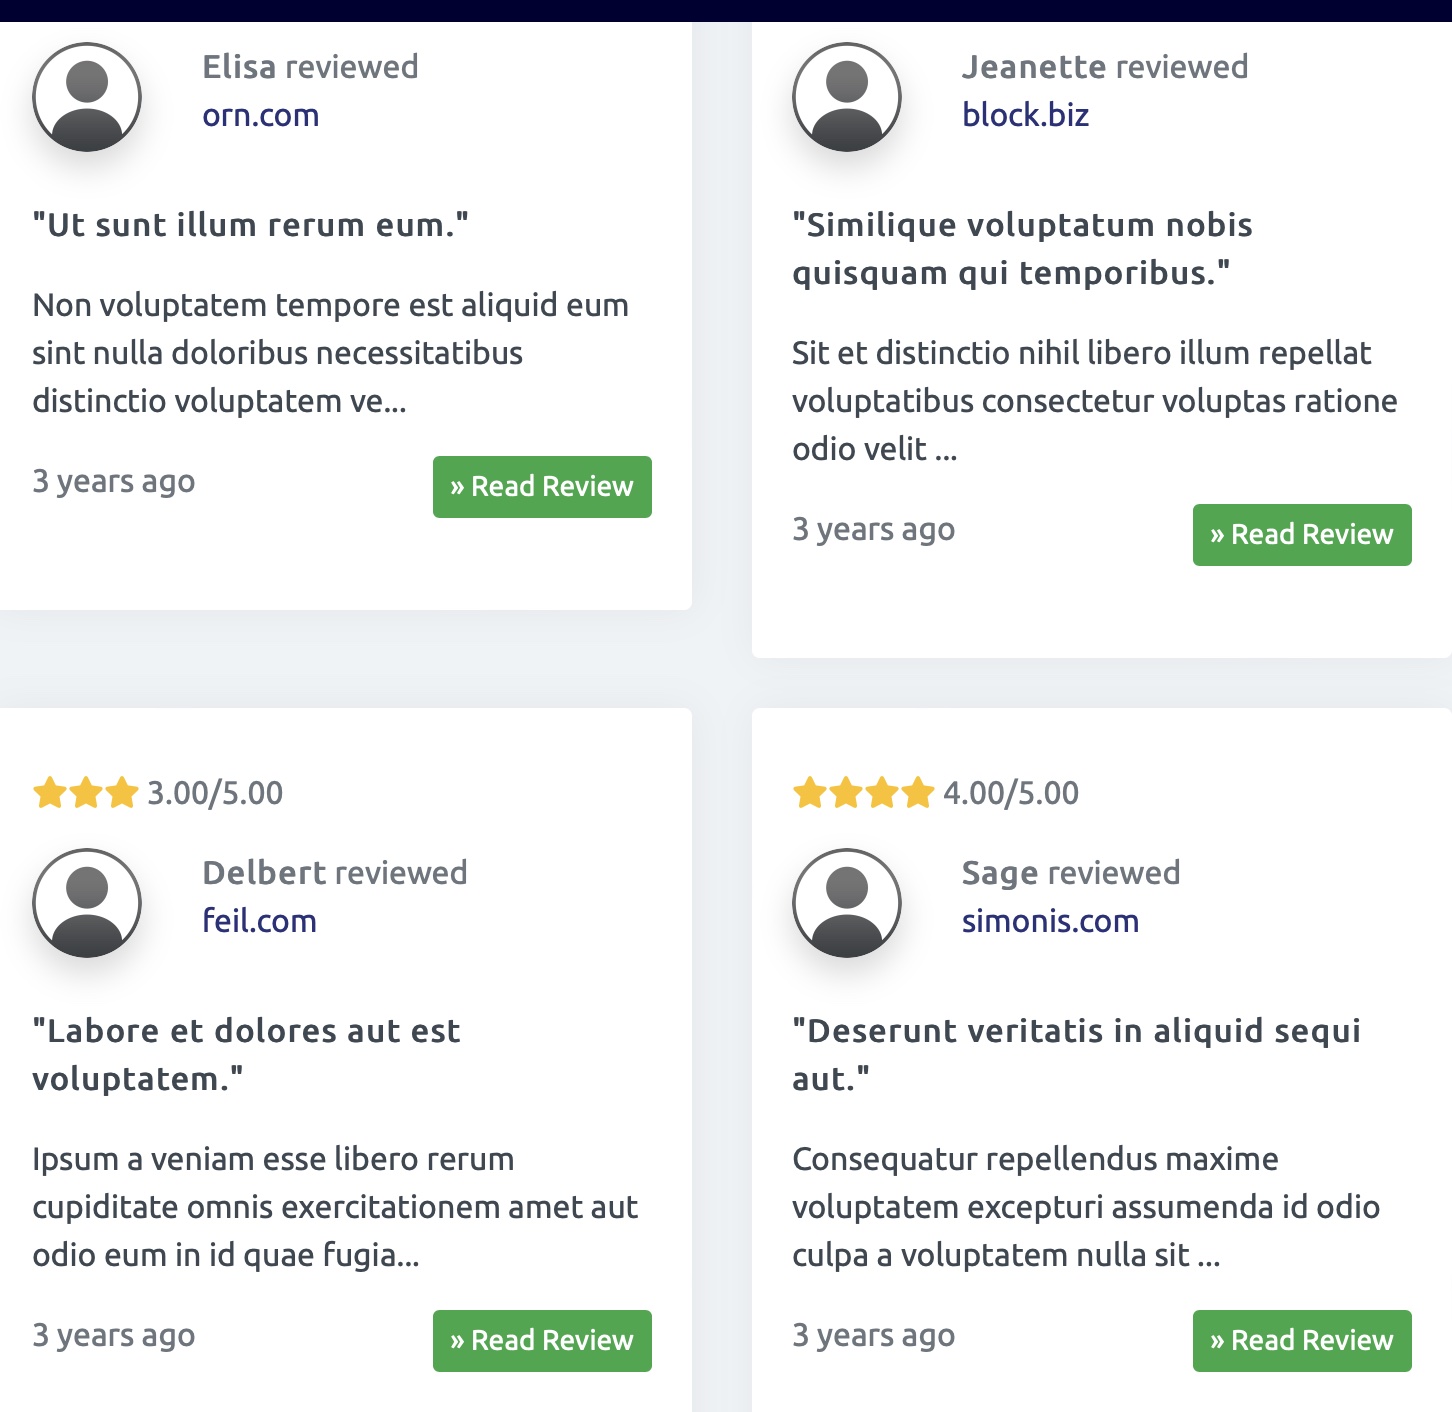 Elisa reviewed
orn.com
"Ut sunt illum rerum eum."
Non voluptatem tempore est aliquid eum
sint nulla doloribus necessitatibus
distinctio voluptatem ve...
3 years ago
» Read Review
Jeanette reviewed
block.biz
"Similique voluptatum nobis
quisquam qui temporibus."
Sit et distinctio nihil libero illum repellat
voluptatibus consectetur voluptas ratione
odio velit ...
3 years ago
» Read Review
3.00/5.00
Delbert reviewed
feil.com
"Labore et dolores aut est
voluptatem."
Ipsum a veniam esse libero rerum
cupiditate omnis exercitationem amet aut
odio eum in id quae fugia...
3 years ago
» Read Review
4.00/5.00
Sage reviewed
simonis.com
"Deserunt veritatis in aliquid sequi
aut."
Consequatur repellendus maxime
voluptatem excepturi assumenda id odio
culpa a voluptatem nulla sit ...
3 years ago
» Read Review